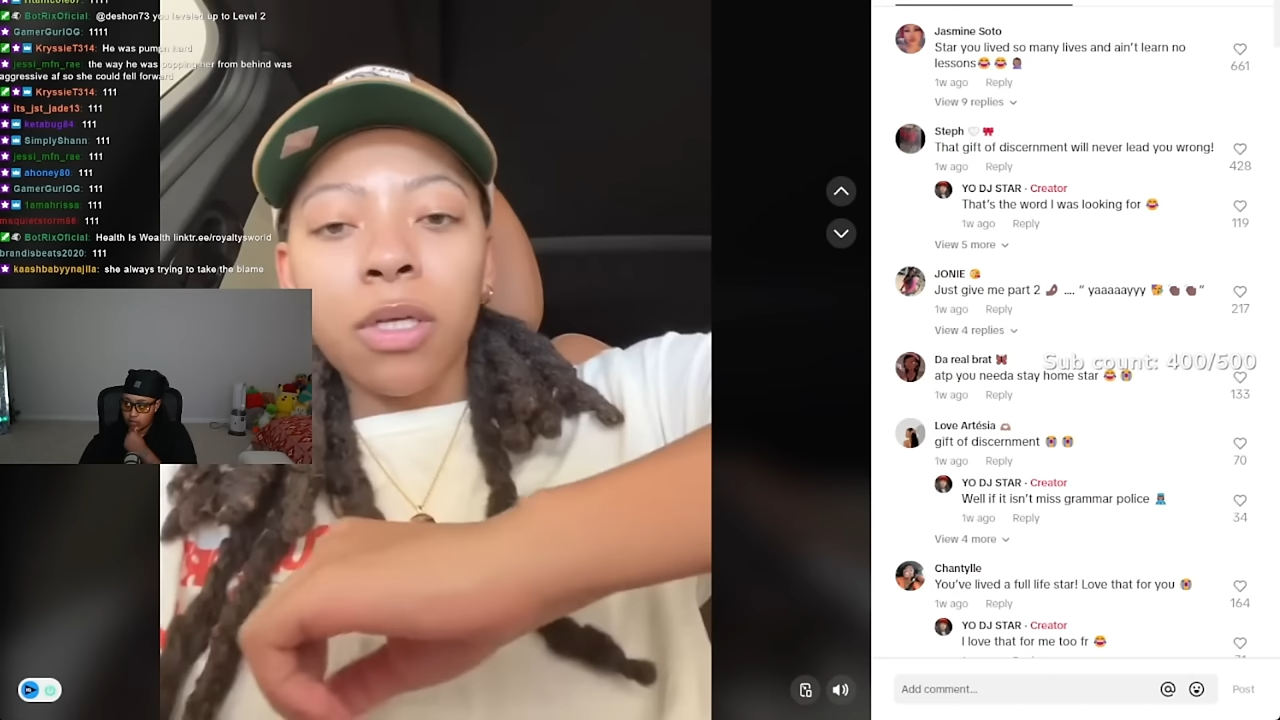 BotRixOficial: @deshon73 you leveled up to Level 2
GamerGurlOG: 1111
KryssieT314: He was pumpn hard
jessi_mfn_rae: the way he was popping her from behind was
aggressive af so she could fell forward
KryssieT314: 111
its_jst_jade13: 111
ketabug84: 111
SimplyShann: 111
jessi_mfn_rae: 111
ahoney80: 111
GamerGurlOG: 111
1amahrissa: 111
msquietstorm86: 111
BotRixOficial: Health Is Wealth linktr.ee/royaltysworld
brandisbeats2020: 111
kaashbabyynajlla: she always trying to take the blame
Jasmine Soto
Star you lived so many lives and ain't learn no
lessons😂 😂 🤦🏽‍♀️
661
1w ago Reply
View 9 replies
Steph 🤍 🎀
That gift of discernment will never lead you wrong!
428
1w ago Reply
YO DJ STAR · Creator
That's the word I was looking for 😂
119
1w ago Reply
View 5 more
JONIE 😘
Just give me part 2 💅🏾 .... " yaaaaayyy 🥳 👏🏿 👏🏿 "
217
1w ago Reply
View 4 replies
Da real brat
Sub count: 400/500
atp you needa stay home star 😂 😭
133
1w ago Reply
Love Artésia 🫶🏽
gift of discernment 😭 😭
70
1w ago Reply
YO DJ STAR · Creator
Well if it isn't miss grammar police
34
1w ago Reply
View 4 more
Chantylle
You've lived a full life star! Love that for you 😭
164
1w ago Reply
YO DJ STAR · Creator
I love that for me too fr 😂
Add comment...
Post